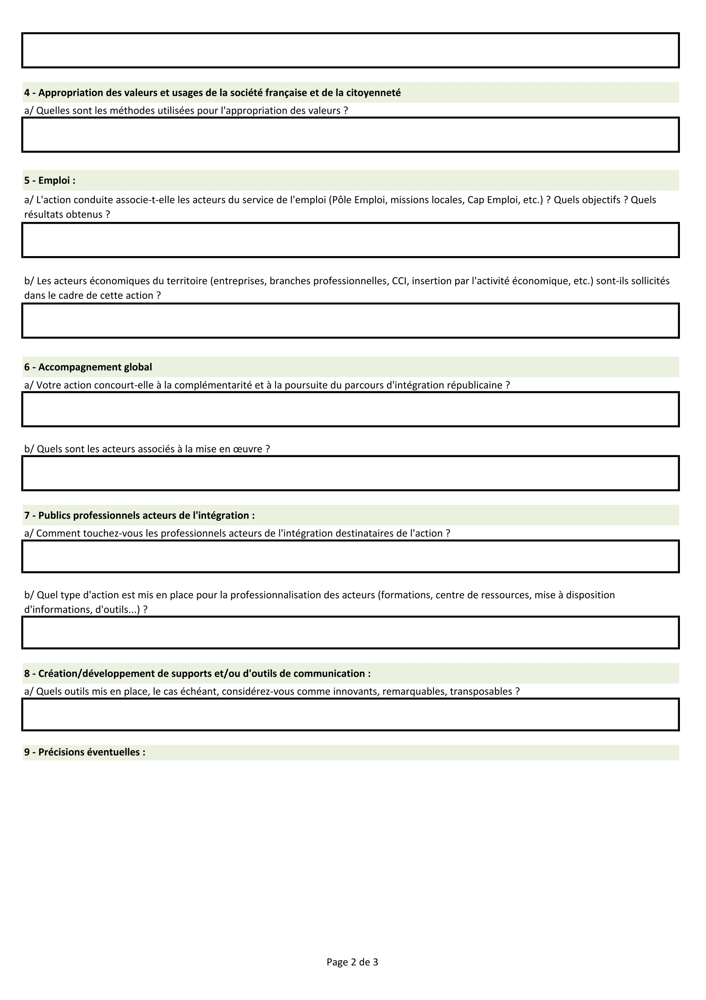 4 - Appropriation des valeurs et usages de la société française et de la citoyenneté
a/ Quelles sont les méthodes utilisées pour l'appropriation des valeurs ?
5 - Emploi :
a/ L'action conduite associe-t-elle les acteurs du service de l'emploi (Pôle Emploi, missions locales, Cap Emploi, etc.) ? Quels objectifs ? Quels
résultats obtenus ?
b/ Les acteurs économiques du territoire (entreprises, branches professionnelles, CCI, insertion par l'activité économique, etc.) sont-ils sollicités
dans le cadre de cette action ?
6 - Accompagnement global
a/ Votre action concourt-elle à la complémentarité et à la poursuite du parcours d'intégration républicaine ?
b/ Quels sont les acteurs associés à la mise en œuvre ?
7 - Publics professionnels acteurs de l'intégration :
a/ Comment touchez-vous les professionnels acteurs de l'intégration destinataires de l'action ?
b/ Quel type d'action est mis en place pour la professionnalisation des acteurs (formations, centre de ressources, mise à disposition
d'informations, d'outils...) ?
8 - Création/développement de supports et/ou d'outils de communication :
a/ Quels outils mis en place, le cas échéant, considérez-vous comme innovants, remarquables, transposables ?
9 - Précisions éventuelles :
Page 2 de 3